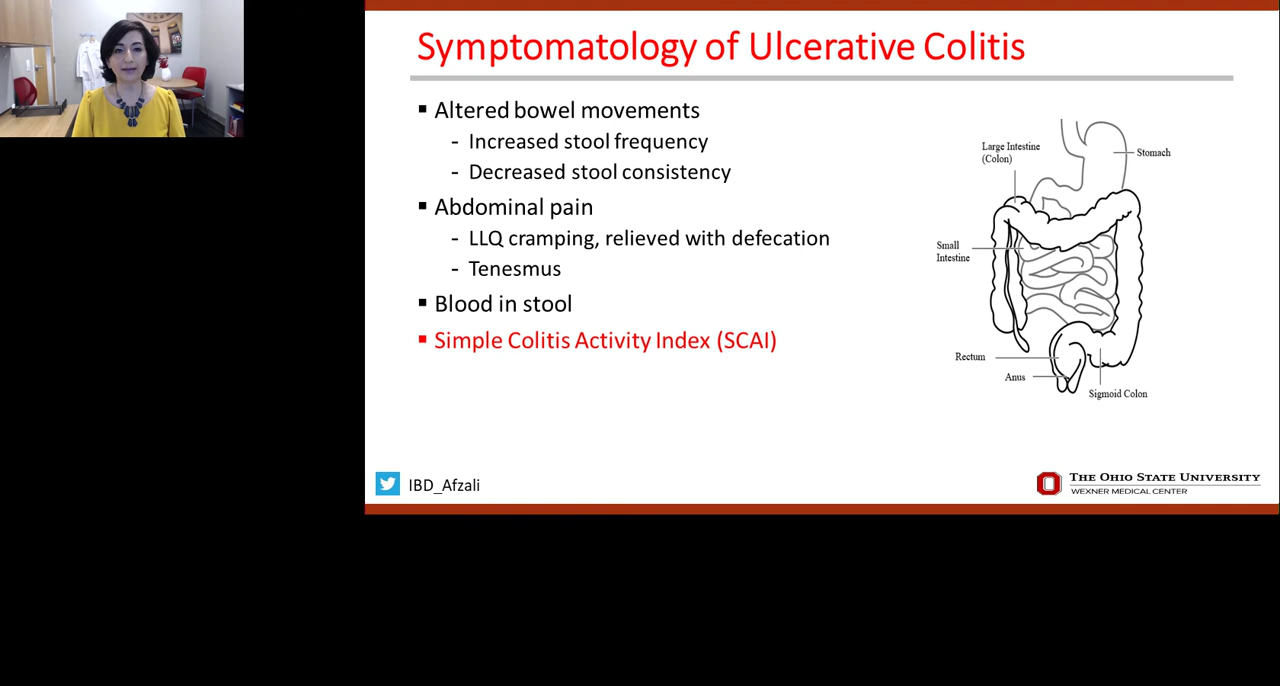 Symptomatology of Ulcerative Colitis
▪ Altered bowel movements
- Increased stool frequency
- Decreased stool consistency
▪ Abdominal pain
- LLQ cramping, relieved with defecation
- Tenesmus
▪ Blood in stool
▪ Simple Colitis Activity Index (SCAI)
Large Intestine
(Colon)
Stomach
Small
Intestine
Rectum
Anus
Sigmoid Colon
IBD_Afzali
THE OHIO STATE UNIVERSITY
WEXNER MEDICAL CENTER